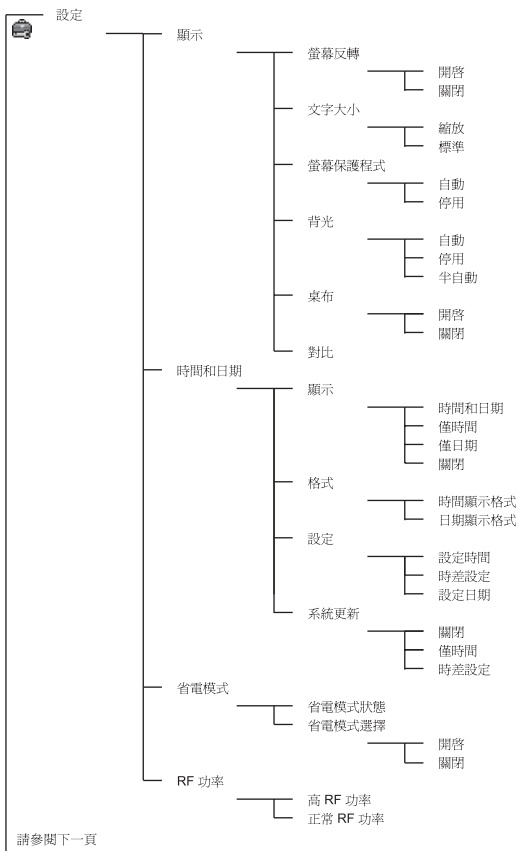 設定
顯示
螢幕反轉
開啓
關閉
文字大小
縮放
標準
螢幕保護程式
自動
停用
背光
自動
停用
半自動
桌布
開啓
關閉
對比
時間和日期
顯示
時間和日期
僅時間
僅日期
關閉
格式
時間顯示格式
日期顯示格式
設定
設定時間
時差設定
設定日期
系統更新
關閉
僅時間
時差設定
省電模式
省電模式狀態
省電模式選擇
開啓
關閉
RF 功率
高 RF 功率
正常 RF 功率
請參閱下一頁